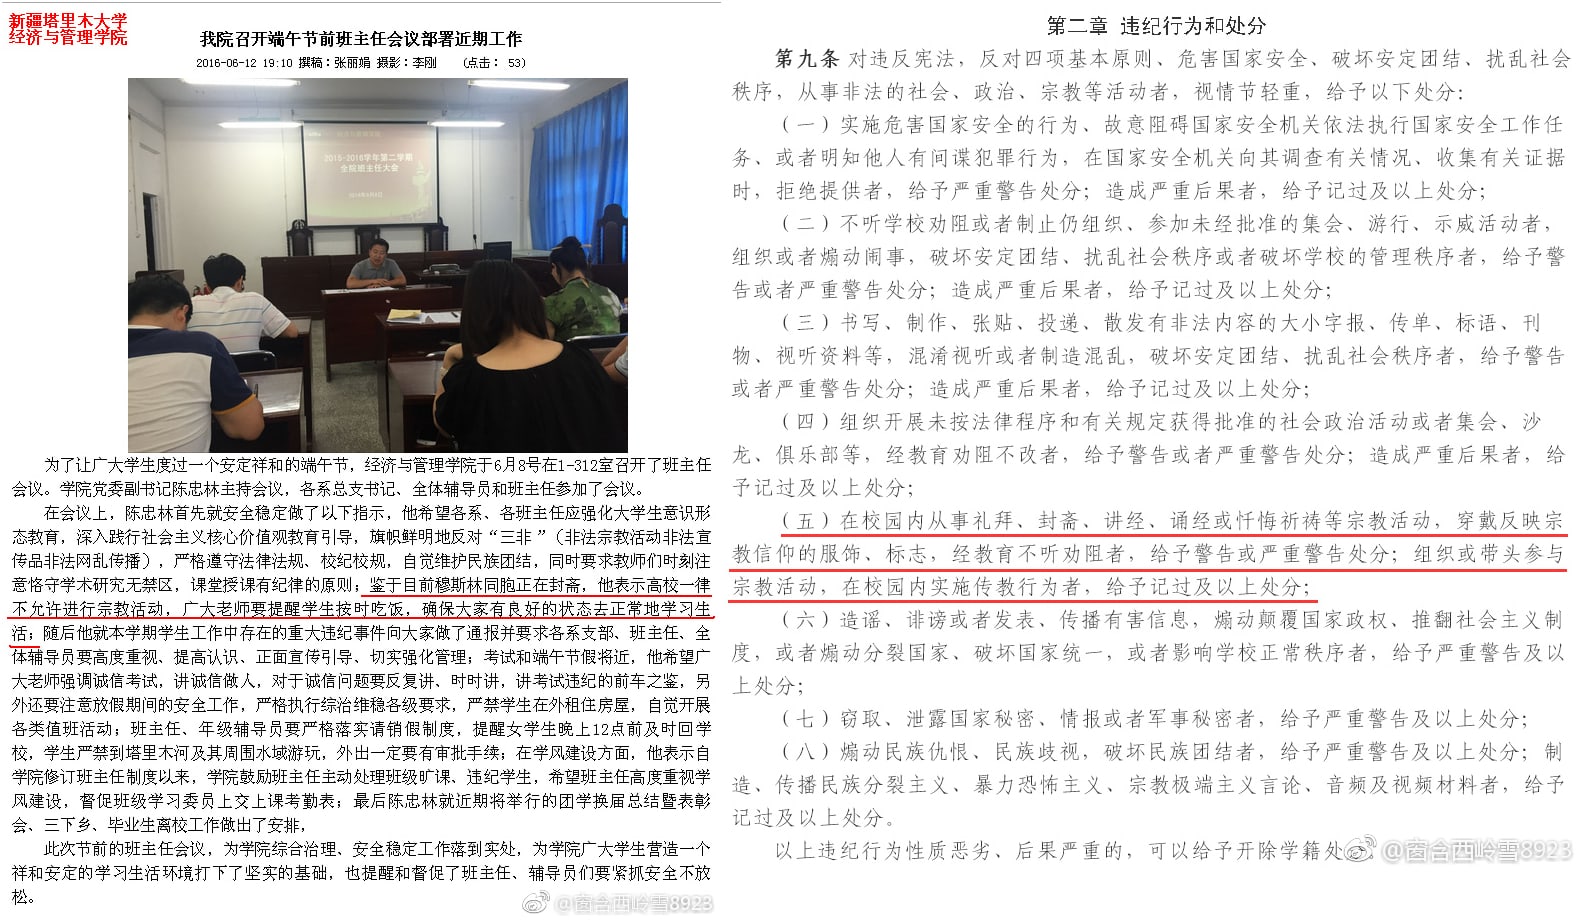 新疆塔里木大学
经济与管理学院
我院召开端午节前班主任会议部署近期工作
2016-06-12 19:10 撰稿：张丽娟 摄影：李刚 （点击： 53）
经济与管理学院
2015-2016学年第二学期
全院班主任大会
2016年6月8日
为了让广大学生度过一个安定祥和的端午节，经济与管理学院于6月8号在1-312室召开了班主任
会议。学院党委副书记陈忠林主持会议，各系总支书记、全体辅导员和班主任参加了会议。
在会议上，陈忠林首先就安全稳定做了以下指示，他希望各系、各班主任应强化大学生意识形
态教育，深入践行社会主义核心价值观教育引导，旗帜鲜明地反对“三非 ”（非法宗教活动非法宣
传品非法网乱传播），严格遵守法律法规、校纪校规，自觉维护民族团结，同时要求教师们时刻注
意恪守学术研究无禁区，课堂授课有纪律的原则；鉴于目前穆斯林同胞正在封斋，他表示高校一律
不允许进行宗教活动，广大老师要提醒学生按时吃饭，确保大家有良好的状态去正常地学习生
活；随后他就本学期学生工作中存在的重大违纪事件向大家做了通报并要求各系支部、班主任、全
体辅导员要高度重视、提高认识、正面宣传引导、切实强化管理；考试和端午节假将近，他希望广
大老师强调诚信考试，讲诚信做人，对于诚信问题要反复讲、时时讲，讲考试违纪的前车之鉴，另
外还要注意放假期间的安全工作，严格执行综治维稳各级要求，严禁学生在外租住房屋，自觉开展
各类值班活动；班主任、年级辅导员要严格落实请销假制度，提醒女学生晚上12点前及时回学
校，学生严禁到塔里木河及其周围水域游玩，外出一定要有审批手续；在学风建设方面，他表示自
学院修订班主任制度以来，学院鼓励班主任主动处理班级旷课、违纪学生，希望班主任高度重视学
风建设，督促班级学习委员上交上课考勤表；最后陈忠林就近期将举行的团学换届总结暨表彰
会、三下乡、毕业生离校工作做出了安排，
此次节前的班主任会议，为学院综合治理、安全稳定工作落到实处，为学院广大学生营造一个
祥和安定的学习生活环境打下了坚实的基础，也提醒和督促了班主任、辅导员们要紧抓安全不放
松。
@窗含西岭雪8923
第二章 违纪行为和处分
第九条 对违反宪法，反对四项基本原则、危害国家安全、破坏安定团结、扰乱社会
秩序，从事非法的社会、政治、宗教等活动者，视情节轻重，给予以下处分：
（一）实施危害国家安全的行为、故意阻碍国家安全机关依法执行国家安全工作任
务、或者明知他人有间谍犯罪行为，在国家安全机关向其调查有关情况、收集有关证据
时，拒绝提供者，给予严重警告处分；造成严重后果者，给予记过及以上处分；
（二）不听学校劝阻或者制止仍组织、参加未经批准的集会、游行、示威活动者，
组织或者煽动闹事，破坏安定团结、扰乱社会秩序或者破坏学校的管理秩序者，给予警
告或者严重警告处分；造成严重后果者，给予记过及以上处分；
（三）书写、制作、张贴、投递、散发有非法内容的大小字报、传单、标语、刊
物、视听资料等，混淆视听或者制造混乱，破坏安定团结、扰乱社会秩序者，给予警告
或者严重警告处分；造成严重后果者，给予记过及以上处分；
（四）组织开展未按法律程序和有关规定获得批准的社会政治活动或者集会、沙
龙、俱乐部等，经教育劝阻不改者，给予警告或者严重警告处分；造成严重后果者，给
予记过及以上处分；
（五）在校园内从事礼拜、封斋、讲经、诵经或忏悔祈祷等宗教活动，穿戴反映宗
教信仰的服饰、标志，经教育不听劝阻者，给予警告或严重警告处分；组织或带头参与
宗教活动，在校园内实施传教行为者，给予记过及以上处分；
（六）造谣、诽谤或者发表、传播有害信息，煽动颠覆国家政权、推翻社会主义制
度，或者煽动分裂国家、破坏国家统一，或者影响学校正常秩序者，给予严重警告及以
上处分；
（七）窃取、泄露国家秘密、情报或者军事秘密者，给予严重警告及以上处分；
（八）煽动民族仇恨、民族歧视，破坏民族团结者，给予严重警告及以上处分；制
造、传播民族分裂主义、暴力恐怖主义、宗教极端主义言论、音频及视频材料者，给予
记过及以上处分。
以上违纪行为性质恶劣、后果严重的，可以给予开除学籍处
@窗含西岭雪8923